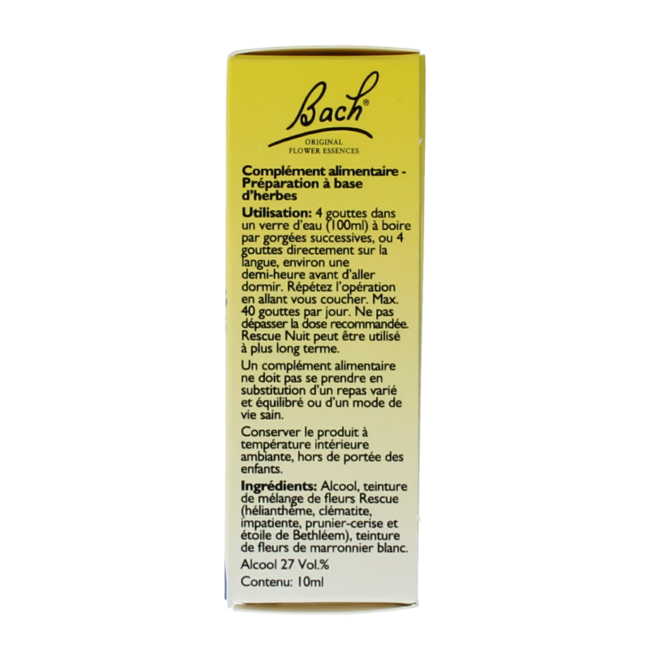 Bach®
ORIGINAL
FLOWER ESSENCES
Complément alimentaire -
Préparation à base
d'herbes
Utilisation: 4 gouttes dans
un verre d'eau (100ml) à boire
par gorgées successives, ou 4
gouttes directement sur la
langue, environ une
demi-heure avant d'aller
dormir. Répétez l'opération
en allant vous coucher. Max.
40 gouttes par jour. Ne pas
dépasser la dose recommandée.
Rescue Nuit peut être utilisé
à plus long terme.
Un complément alimentaire
ne doit pas se prendre en
substitution d'un repas varié
et équilibré ou d'un mode de
vie sain.
Conserver le produit à
température intérieure
ambiante, hors de portée des
enfants.
Ingrédients: Alcool, teinture
de mélange de fleurs Rescue
(hélianthème, clématite,
impatiente, prunier-cerise et
étoile de Bethléem), teinture
de fleurs de marronnier blanc.
Alcool 27 Vol.%
Contenu: 10ml